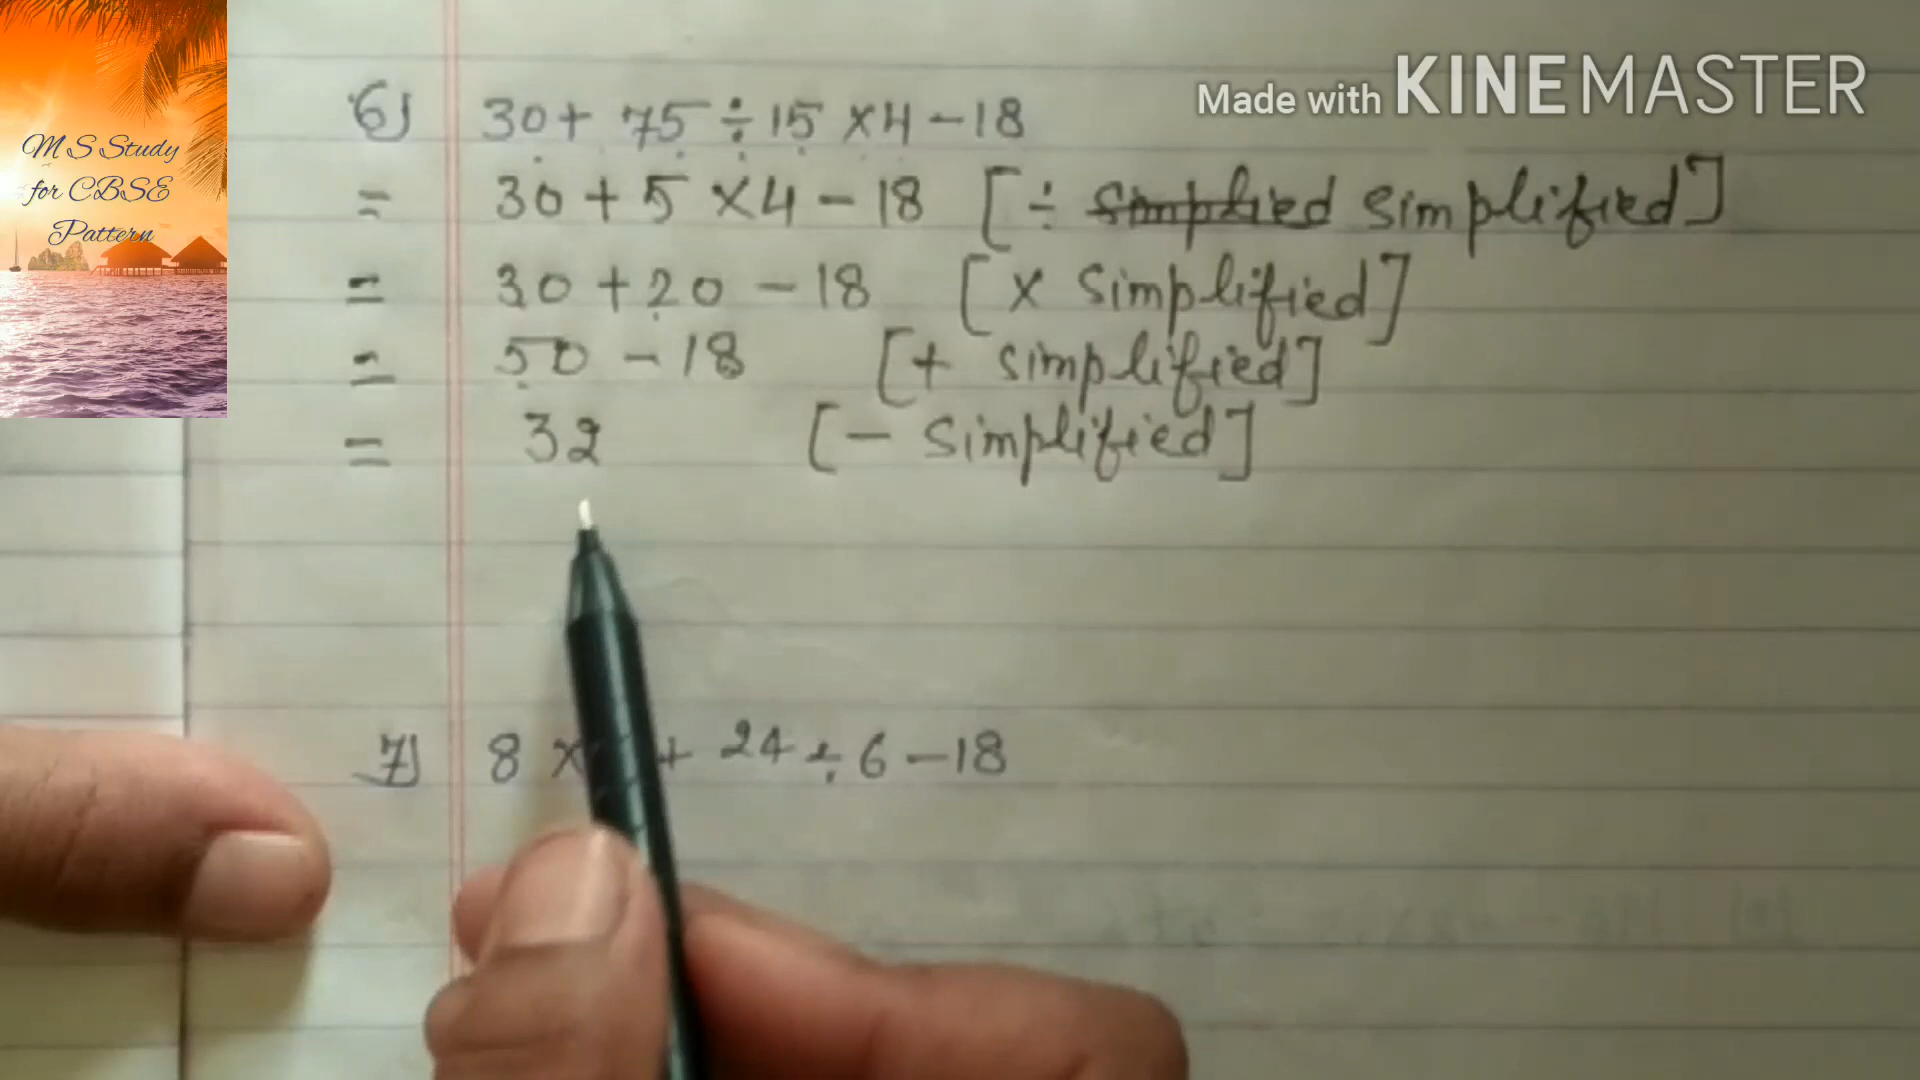 M S Study
for CBSE
Pattern
Made with KINEMASTER
6) 30+ 75 ÷ 15 × 4 - 18
= 30 + 5 × 4 - 18 [÷ Simplied Simplified]
= 30 + 20 - 18 [× Simplified]
= 50 - 18 [+ Simplified]
= 32 [- Simplified]
7) 8 × + 24 ÷ 6 - 18